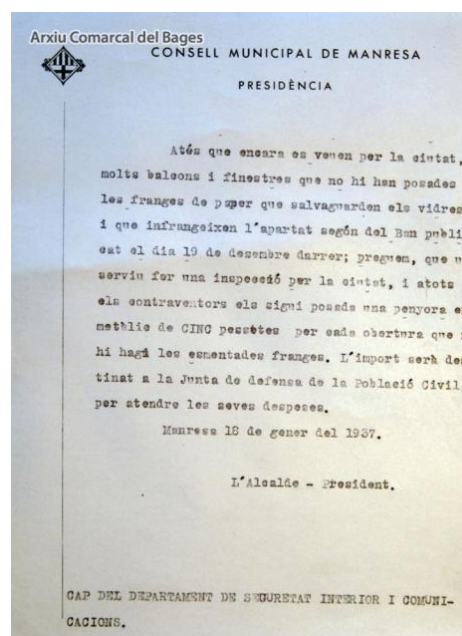 Arxiu Comarcal del Bages
CONSELL MUNICIPAL DE MANRESA
PRESIDÈNCIA
Atés que encara es veuen per la ciutat,
molts balcons i finestres que no hi han posades
les franges de paper que salvaguarden els vidres
i que infrangeixen l'apartat segón del Ban publi
cat el dia 19 de desembre darrer; preguem, que u
serviu fer una inspecció per la ciutat, i atots
els contraventors els sigui posada una penyora e
metàlic de CINC pessetes per cada obertura que
hi hagi les esmentades franges. L'import serà des
tinat a la Junta de defensa de la Població Civil
per atendre les seves despeses.
Manresa 18 de gener del 1937.
L'Alcalde - President.
CAP DEL DEPARTAMENT DE SEGURETAT INTERIOR I COMUNI-
CACIONS.